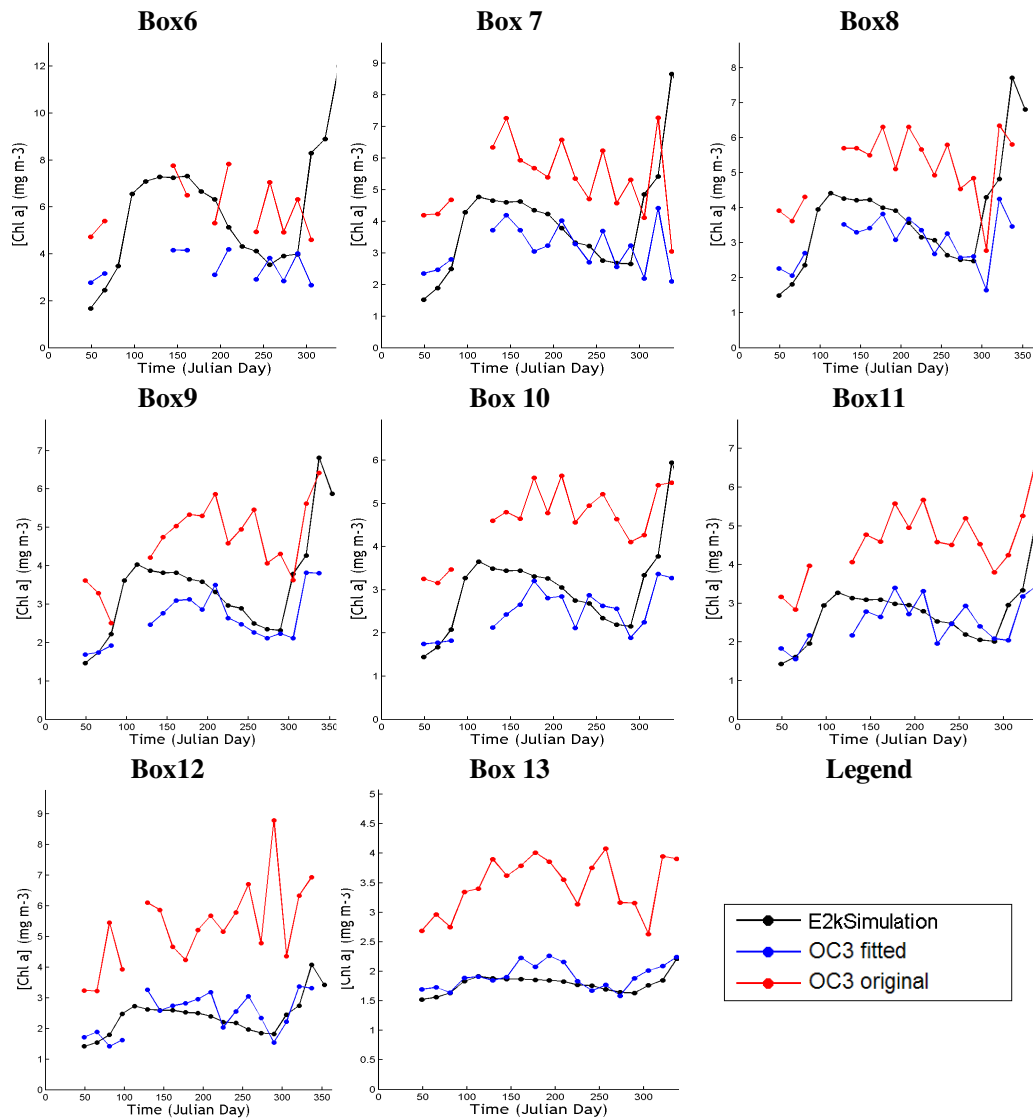 Box6
Box 7
Box8
12
10
8
6
4
2
0
[Chl a] (mg m-3)
0 50 100 150 200 250 300
Time (Julian Day)
9
8
7
6
5
4
3
2
1
0
[Chl a] (mg m-3)
0 50 100 150 200 250 300
Time (Julian Day)
8
7
6
5
4
3
2
1
0
[Chl a] (mg m-3)
0 50 100 150 200 250 300 350
Time (Julian Day)
Box9
Box 10
Box11
7
6
5
4
3
2
1
0
[Chl a] (mg m-3)
0 50 100 150 200 250 300 350
Time (Julian Day)
6
5
4
3
2
1
0
[Chl a] (mg m-3)
0 50 100 150 200 250 300
Time (Julian Day)
7
6
5
4
3
2
1
0
[Chl a] (mg m-3)
0 50 100 150 200 250 300
Time (Julian Day)
Box12
Box 13
Legend
9
8
7
6
5
4
3
2
1
0
[Chl a] (mg m-3)
0 50 100 150 200 250 300 350
Time (Julian Day)
5
4.5
4
3.5
3
2.5
2
1.5
1
0.5
0
[Chl a] (mg m-3)
0 50 100 150 200 250 300
Time (Julian Day)
E2kSimulation
OC3 fitted
OC3 original